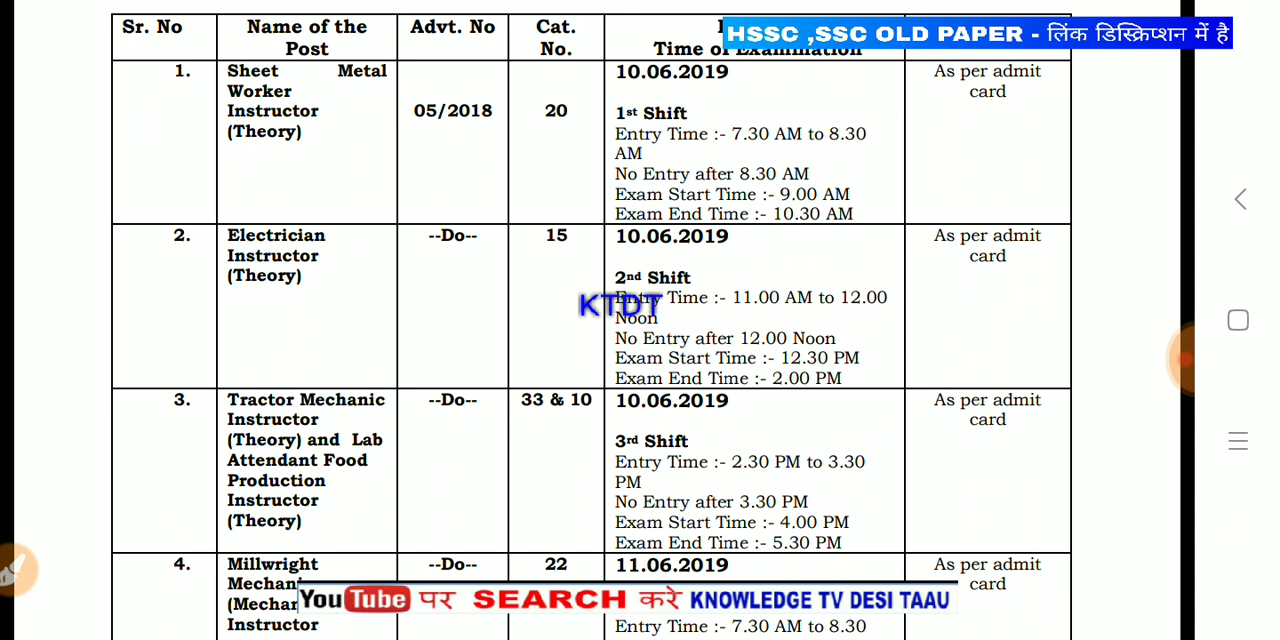 Sr. No
Name of the
Post
Advt. No
Cat.
No.
Time of Examination
HSSC ,SSC OLD PAPER - लिंक डिस्क्रिप्शन में है
1.
Sheet Metal
Worker
Instructor
(Theory)
05/2018
20
10.06.2019
1st Shift
Entry Time :- 7.30 AM to 8.30
AM
No Entry after 8.30 AM
Exam Start Time :- 9.00 AM
Exam End Time :- 10.30 AM
As per admit
card
2.
Electrician
Instructor
(Theory)
--Do--
15
10.06.2019
2nd Shift
Entry Time :- 11.00 AM to 12.00
Noon
No Entry after 12.00 Noon
Exam Start Time :- 12.30 PM
Exam End Time :- 2.00 PM
As per admit
card
KTDT
3.
Tractor Mechanic
Instructor
(Theory) and Lab
Attendant Food
Production
Instructor
(Theory)
--Do--
33 & 10
10.06.2019
3rd Shift
Entry Time :- 2.30 PM to 3.30
PM
No Entry after 3.30 PM
Exam Start Time :- 4.00 PM
Exam End Time :- 5.30 PM
As per admit
card
4.
Millwright
Instructor
--Do--
22
11.06.2019
Entry Time :- 7.30 AM to 8.30
As per admit
card
YouTube पर SEARCH करे KNOWLEDGE TV DESI TAAU